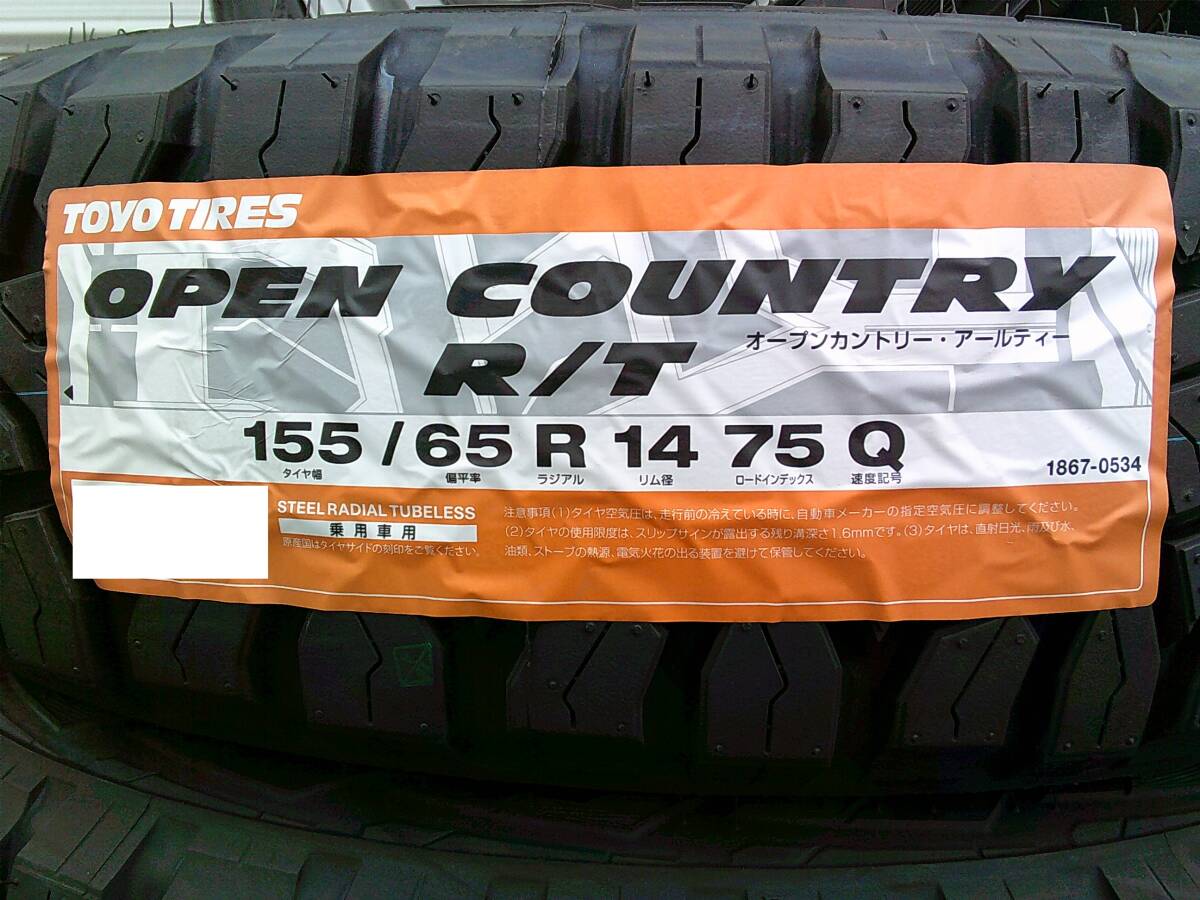 TOYO TIRES
OPEN COUNTRY
R/T
オープンカントリー・アールティー
155 / 65 R 14 75 Q
タイヤ幅 偏平率 ラジアル リム径 ロードインデックス 速度記号
1867-0534
STEEL RADIAL TUBELESS
乗用車用
原産国はタイヤサイドの刻印をご覧ください。
注意事項(1)タイヤ空気圧は、走行前の冷えている時に、自動車メーカーの指定空気圧に調整してください。
(2)タイヤの使用限度は、スリップサインが露出する残り溝深さ1.6mmです。(3)タイヤは、直射日光、雨及び水、
油類、ストーブの熱源、電気火花の出る装置を避けて保管してください。